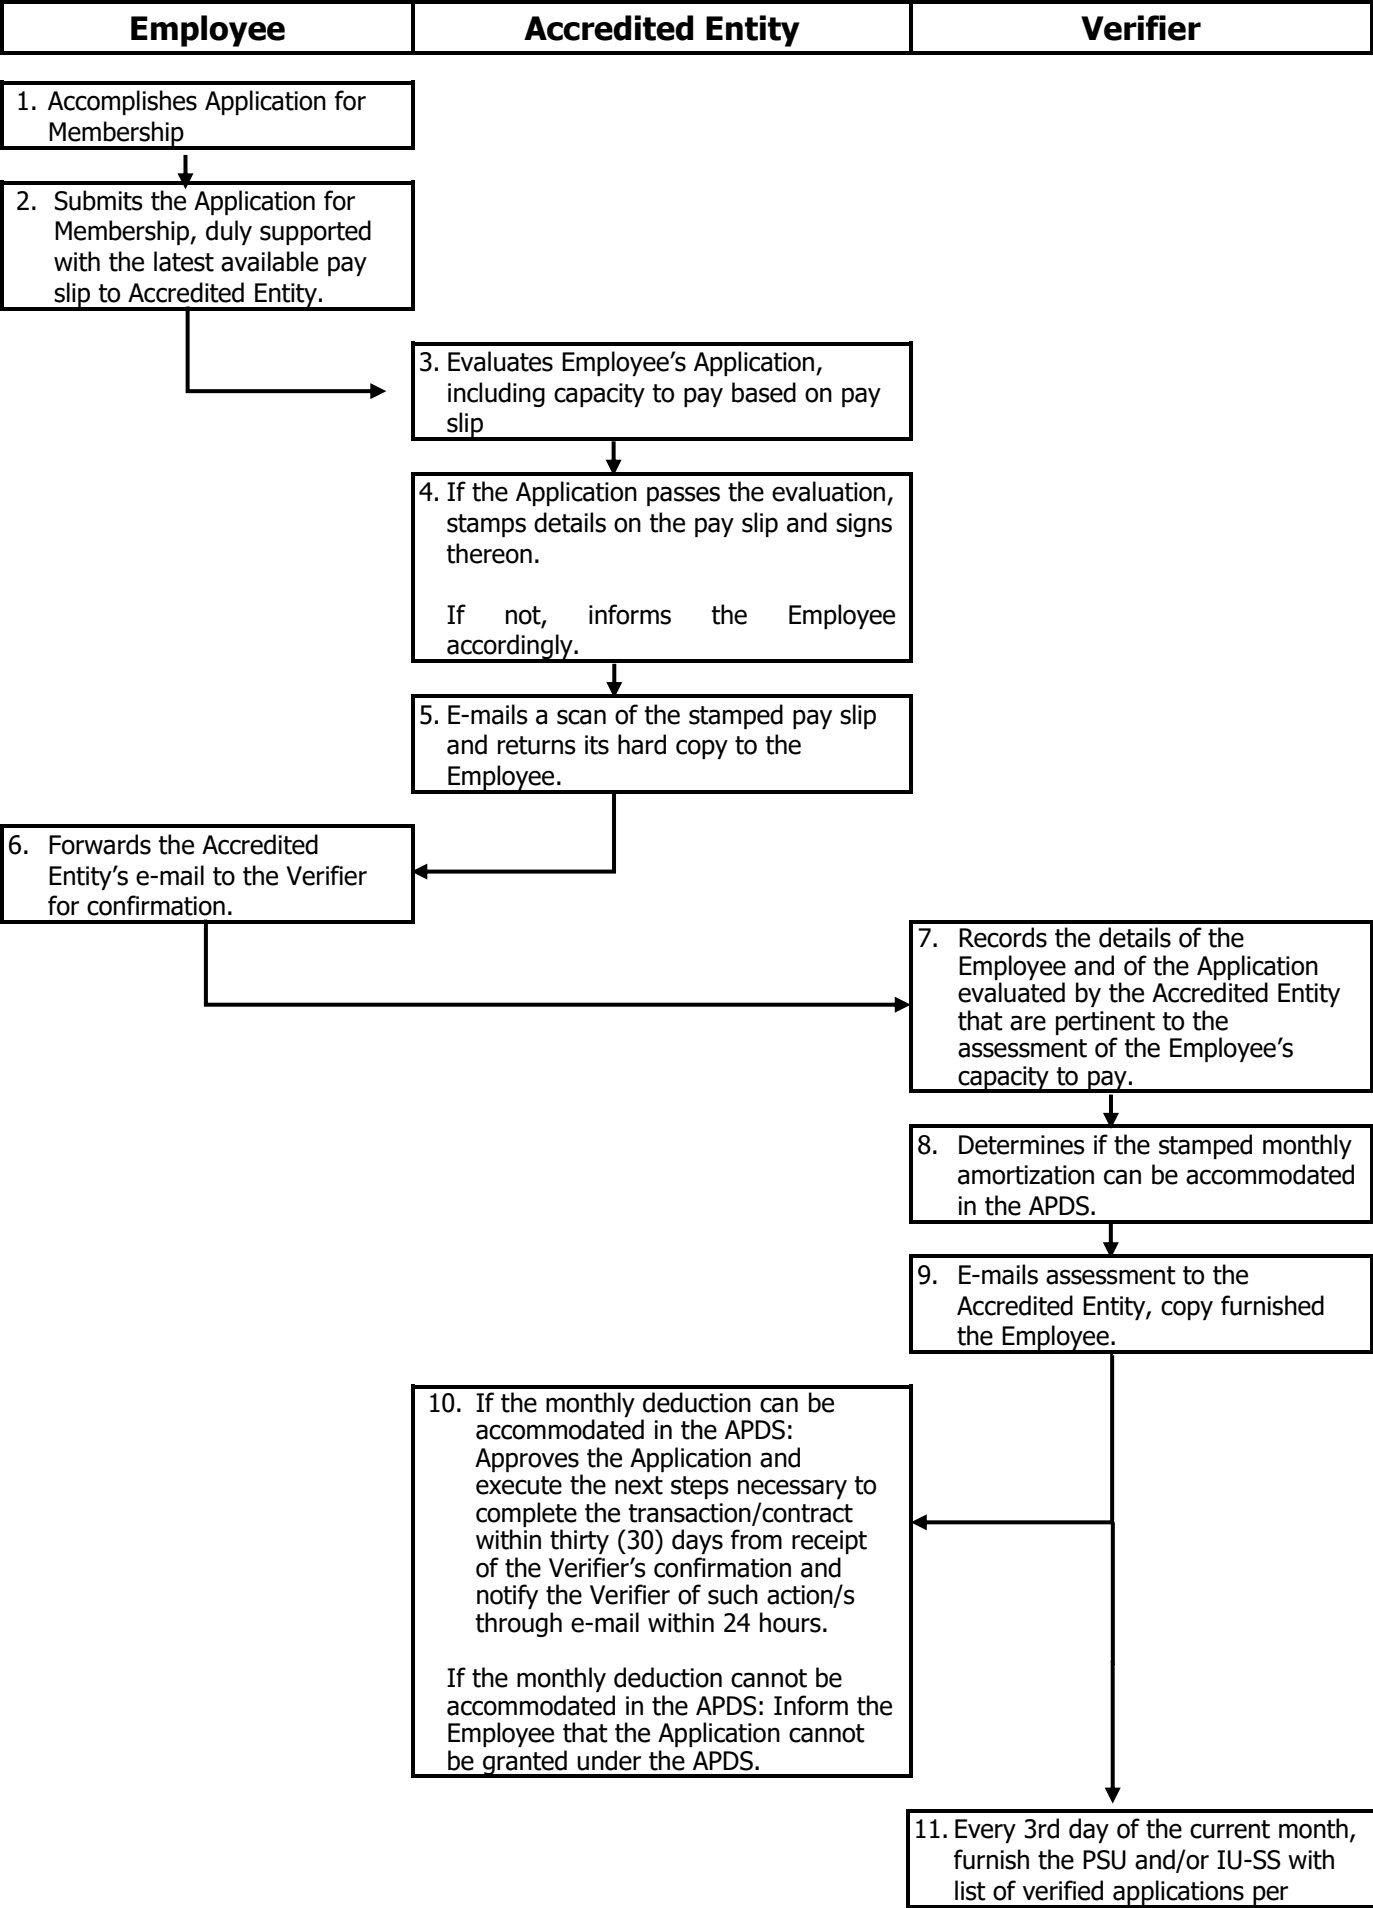 Employee
Accredited Entity
Verifier
1. Accomplishes Application for
Membership
2. Submits the Application for
Membership, duly supported
with the latest available pay
slip to Accredited Entity.
3. Evaluates Employee’s Application,
including capacity to pay based on pay
slip
4. If the Application passes the evaluation,
stamps details on the pay slip and signs
thereon.
If not, informs the Employee
accordingly.
5. E-mails a scan of the stamped pay slip
and returns its hard copy to the
Employee.
6. Forwards the Accredited
Entity’s e-mail to the Verifier
for confirmation.
7. Records the details of the
Employee and of the Application
evaluated by the Accredited Entity
that are pertinent to the
assessment of the Employee’s
capacity to pay.
8. Determines if the stamped monthly
amortization can be accommodated
in the APDS.
9. E-mails assessment to the
Accredited Entity, copy furnished
the Employee.
10. If the monthly deduction can be
accommodated in the APDS:
Approves the Application and
execute the next steps necessary to
complete the transaction/contract
within thirty (30) days from receipt
of the Verifier’s confirmation and
notify the Verifier of such action/s
through e-mail within 24 hours.
If the monthly deduction cannot be
accommodated in the APDS: Inform the
Employee that the Application cannot
be granted under the APDS.
11. Every 3rd day of the current month,
furnish the PSU and/or IU-SS with
list of verified applications per